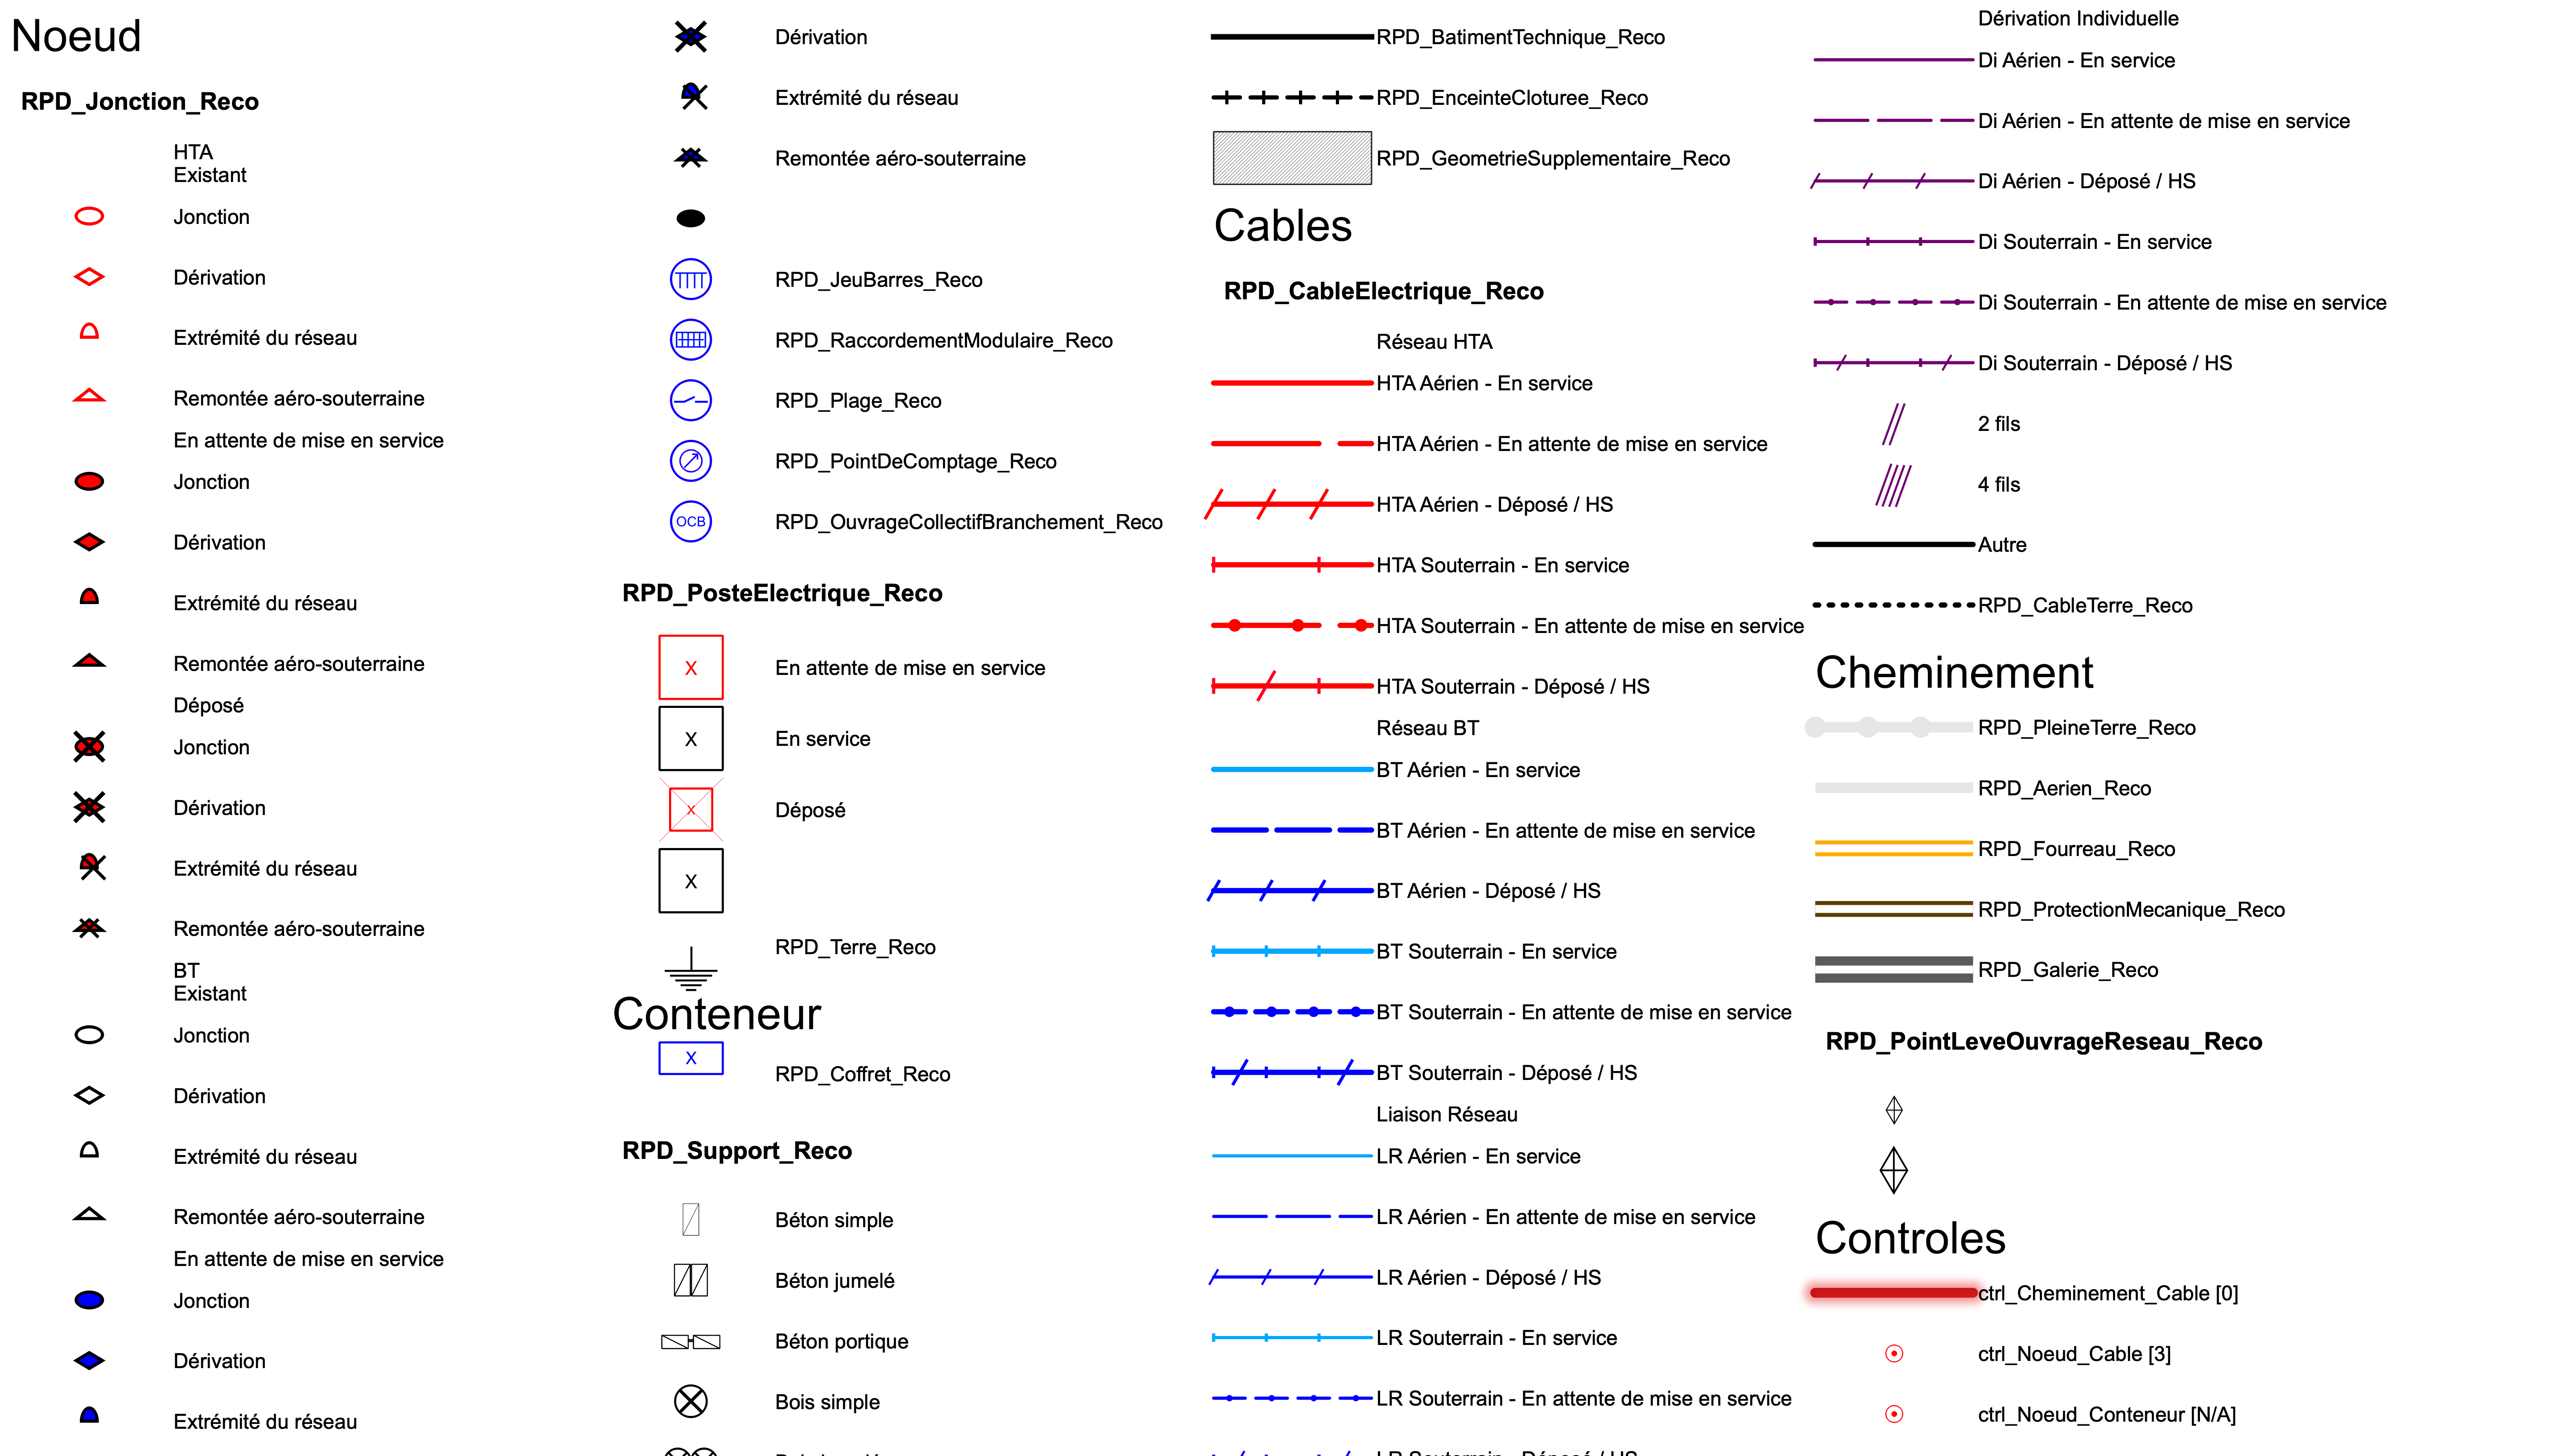 Noeud
RPD_Jonction_Reco
HTA
Existant
Jonction
Dérivation
Extrémité du réseau
Remontée aéro-souterraine
En attente de mise en service
Jonction
Dérivation
Extrémité du réseau
Remontée aéro-souterraine
Déposé
Jonction
Dérivation
Extrémité du réseau
Remontée aéro-souterraine
BT
Existant
Jonction
Dérivation
Extrémité du réseau
Remontée aéro-souterraine
En attente de mise en service
Jonction
Dérivation
Extrémité du réseau
Dérivation
Extrémité du réseau
Remontée aéro-souterraine
RPD_JeuBarres_Reco
RPD_RaccordementModulaire_Reco
RPD_Plage_Reco
RPD_PointDeComptage_Reco
OCB RPD_OuvrageCollectifBranchement_Reco
RPD_PosteElectrique_Reco
X En attente de mise en service
X En service
X Déposé
X
RPD_Terre_Reco
Conteneur
X RPD_Coffret_Reco
RPD_Support_Reco
Béton simple
Béton jumelé
Béton portique
Bois simple
RPD_BatimentTechnique_Reco
RPD_EnceinteCloturee_Reco
RPD_GeometrieSupplementaire_Reco
Cables
RPD_CableElectrique_Reco
Réseau HTA
HTA Aérien - En service
HTA Aérien - En attente de mise en service
HTA Aérien - Déposé / HS
HTA Souterrain - En service
HTA Souterrain - En attente de mise en service
HTA Souterrain - Déposé / HS
Réseau BT
BT Aérien - En service
BT Aérien - En attente de mise en service
BT Aérien - Déposé / HS
BT Souterrain - En service
BT Souterrain - En attente de mise en service
BT Souterrain - Déposé / HS
Liaison Réseau
LR Aérien - En service
LR Aérien - En attente de mise en service
LR Aérien - Déposé / HS
LR Souterrain - En service
LR Souterrain - En attente de mise en service
LR Souterrain - Déposé / HS
Dérivation Individuelle
Di Aérien - En service
Di Aérien - En attente de mise en service
Di Aérien - Déposé / HS
Di Souterrain - En service
Di Souterrain - En attente de mise en service
Di Souterrain - Déposé / HS
2 fils
4 fils
Autre
RPD_CableTerre_Reco
Cheminement
RPD_PleineTerre_Reco
RPD_Aerien_Reco
RPD_Fourreau_Reco
RPD_ProtectionMecanique_Reco
RPD_Galerie_Reco
RPD_PointLeveOuvrageReseau_Reco
Controles
ctrl_Cheminement_Cable [0]
ctrl_Noeud_Cable [3]
ctrl_Noeud_Conteneur [N/A]